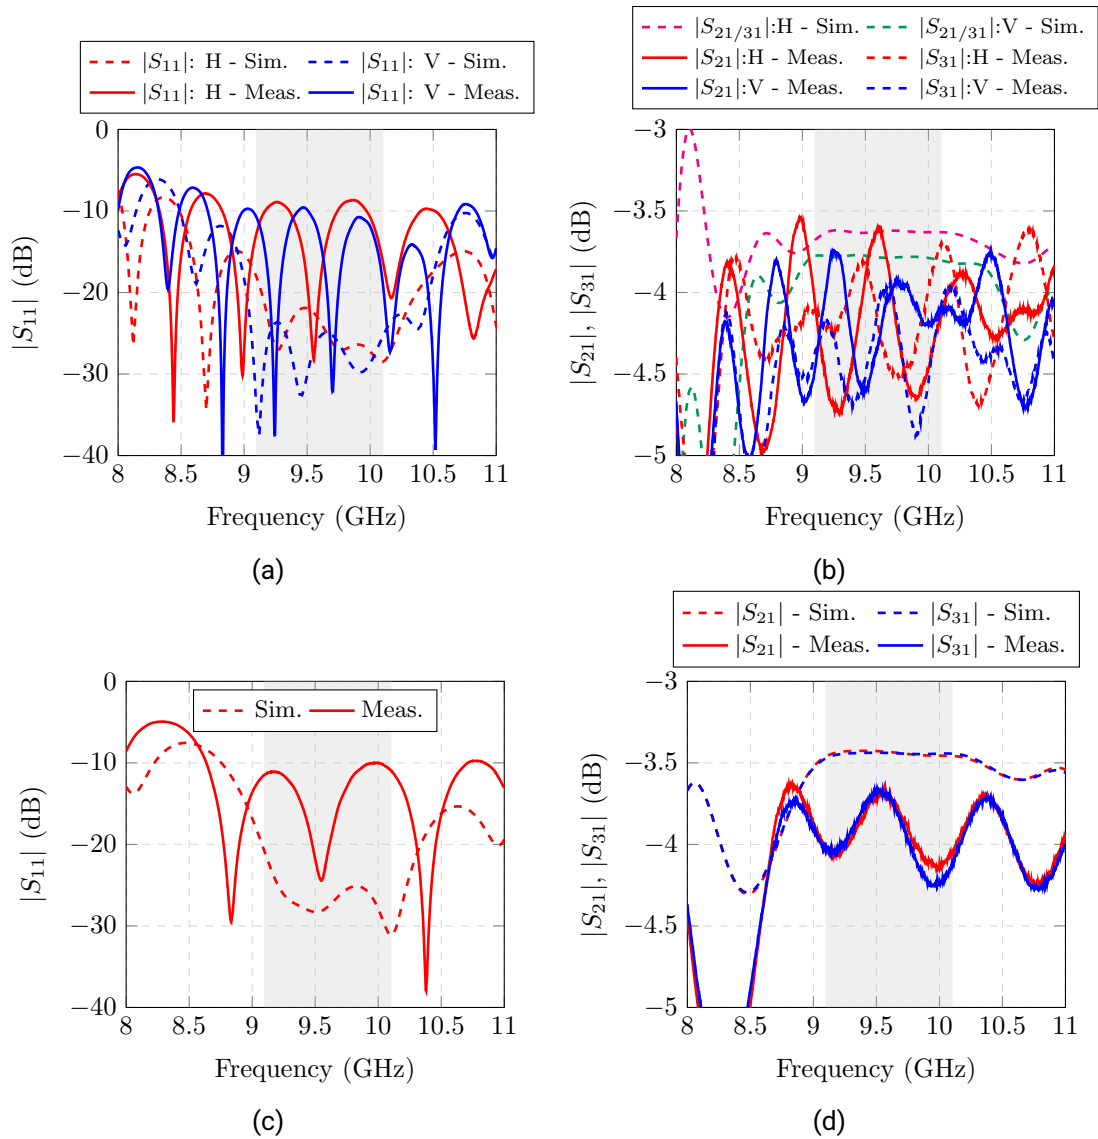 |S₁₁|: H - Sim. |S₁₁|: V - Sim.
|S₁₁|: H - Meas. |S₁₁|: V - Meas.
0
−10
−20
−30
−40
8 8.5 9 9.5 10 10.5 11
|S₁₁| (dB)
Frequency (GHz)
(a)
|S₂₁/₃₁|:H - Sim. |S₂₁/₃₁|:V - Sim.
|S₂₁|:H - Meas. |S₃₁|:H - Meas.
|S₂₁|:V - Meas. |S₃₁|:V - Meas.
−3
−3.5
−4
−4.5
−5
8 8.5 9 9.5 10 10.5 11
|S₂₁|, |S₃₁| (dB)
Frequency (GHz)
(b)
Sim. Meas.
0
−10
−20
−30
−40
8 8.5 9 9.5 10 10.5 11
|S₁₁| (dB)
Frequency (GHz)
(c)
|S₂₁| - Sim. |S₃₁| - Sim.
|S₂₁| - Meas. |S₃₁| - Meas.
−3
−3.5
−4
−4.5
−5
8 8.5 9 9.5 10 10.5 11
|S₂₁|, |S₃₁| (dB)
Frequency (GHz)
(d)